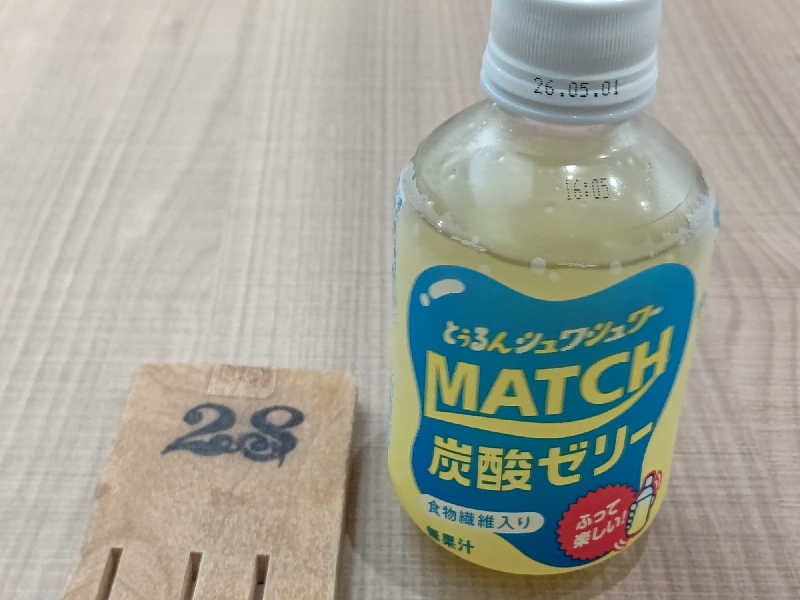 26.05.01
16:05
とぅるんシュワシュワー
MATCH
炭酸ゼリー
食物繊維入り
ふって
楽しい!
無果汁
28